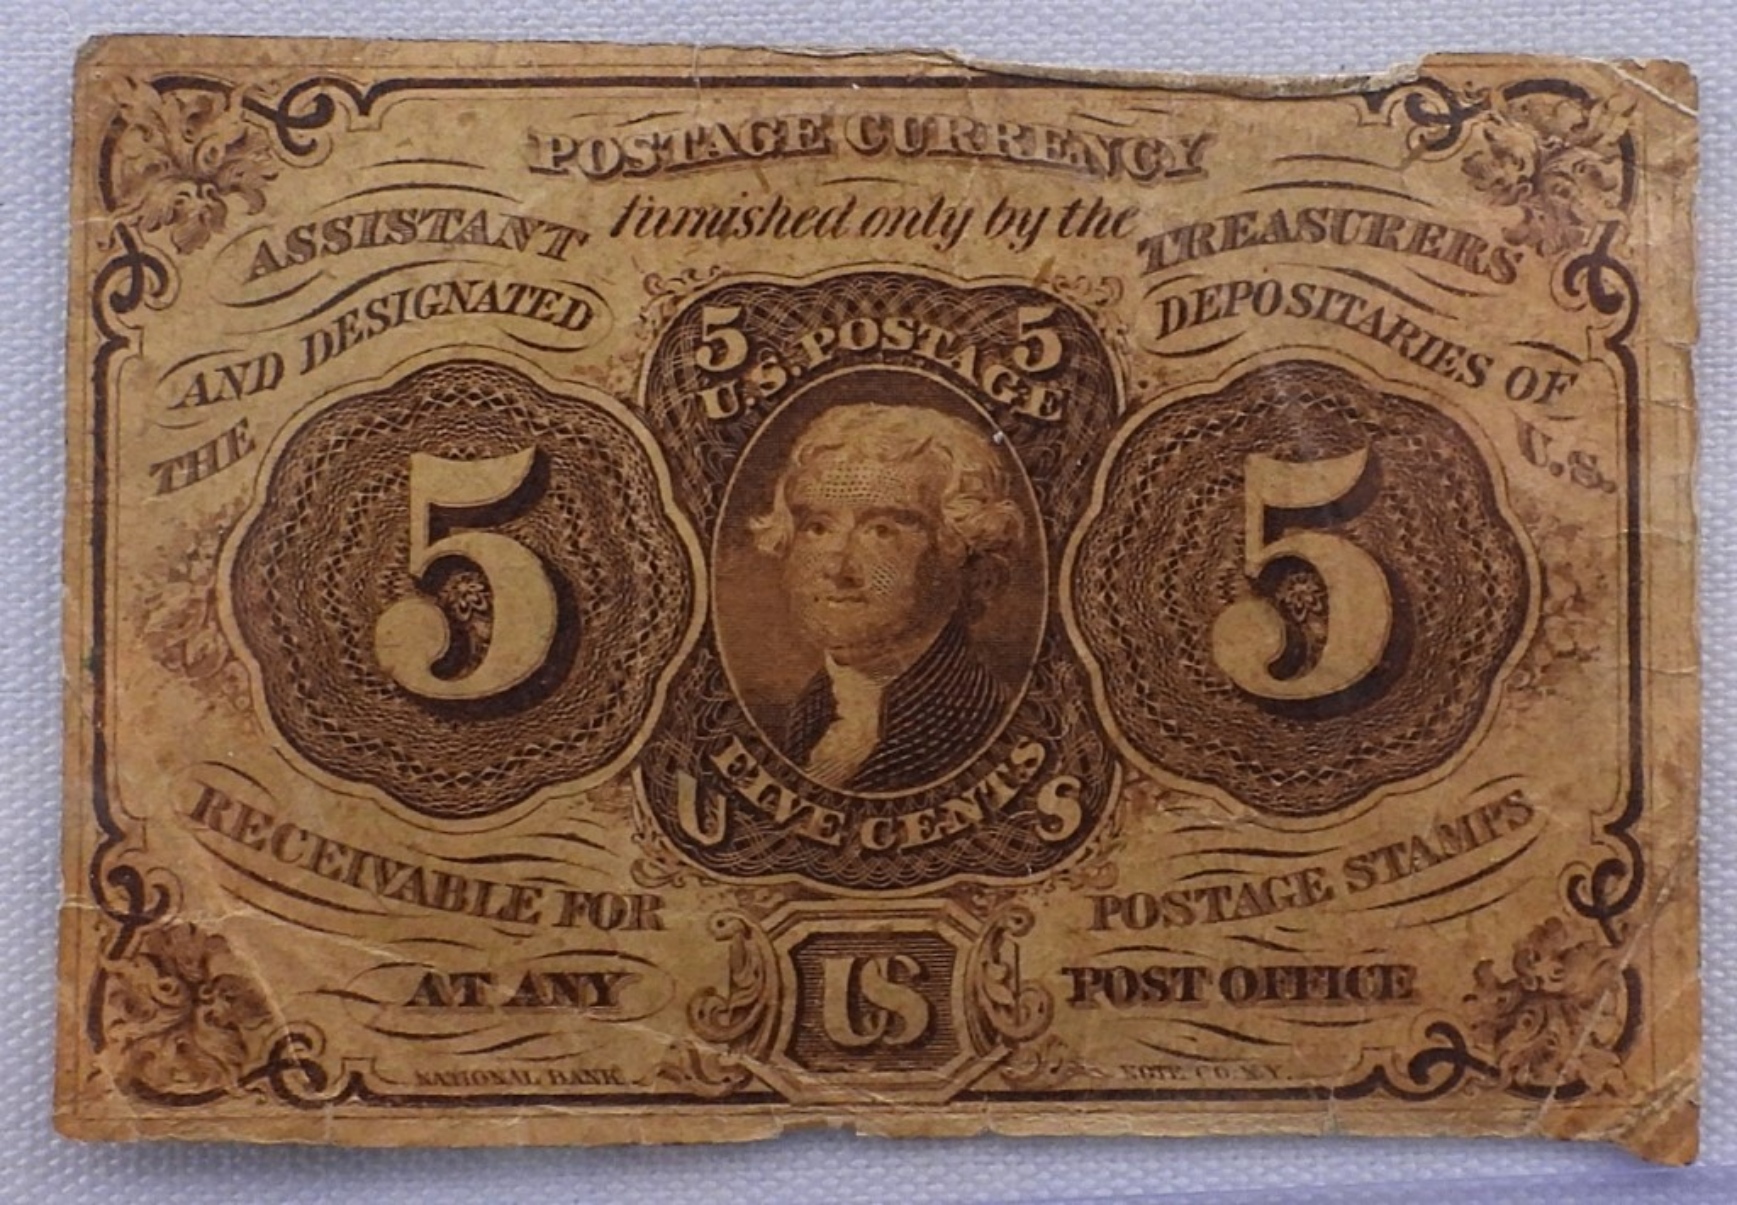 POSTAGE CURRENCY
furnished only by the
ASSISTANT TREASURERS
AND DESIGNATED DEPOSITARIES OF
THE U.S.
5 5
U.S. POSTAGE
5 5
FIVE CENTS
U S
RECEIVABLE FOR POSTAGE STAMPS
AT ANY US POST OFFICE
NATIONAL BANK NOTE CO. N.Y.